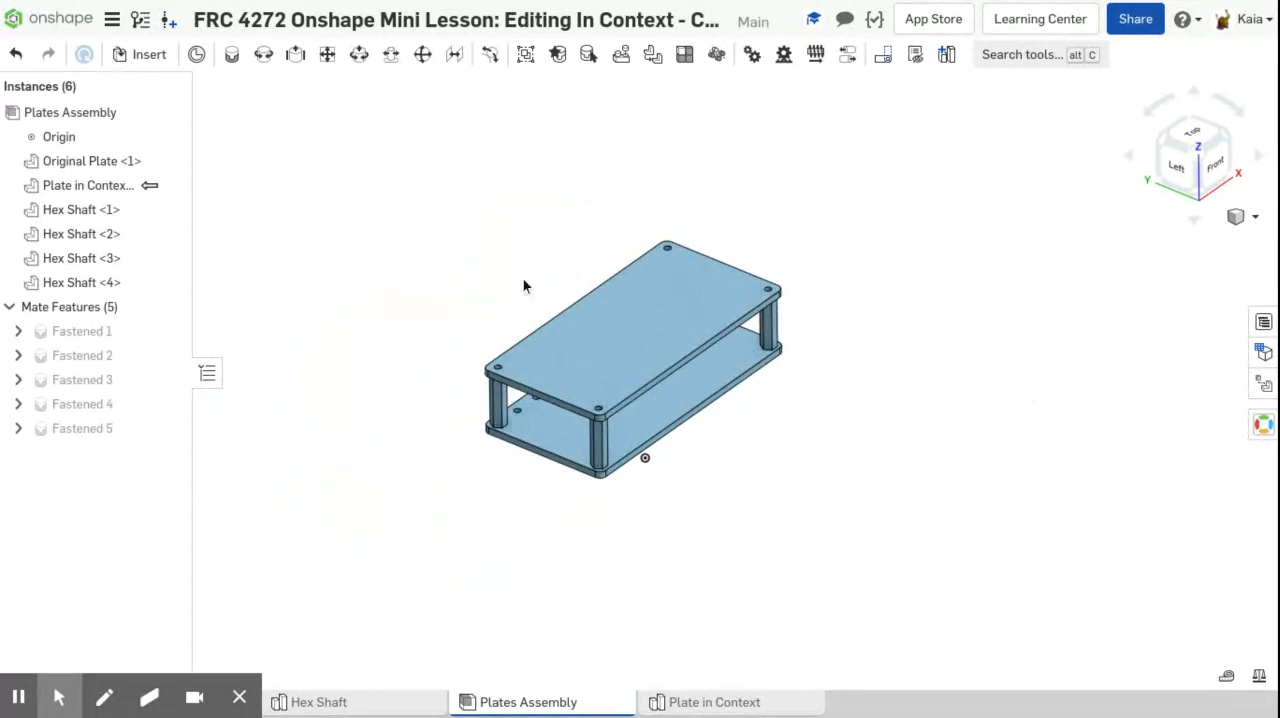 onshape
FRC 4272 Onshape Mini Lesson: Editing In Context - C...
Main
App Store
Learning Center
Share
Kaia
Insert
Search tools... alt C
Instances (6)
Plates Assembly
Origin
Original Plate <1>
Plate in Contex...
Hex Shaft <1>
Hex Shaft <2>
Hex Shaft <3>
Hex Shaft <4>
Mate Features (5)
Fastened 1
Fastened 2
Fastened 3
Fastened 4
Fastened 5
Top
Left
Front
Z
Y
X
Hex Shaft
Plates Assembly
Plate in Context